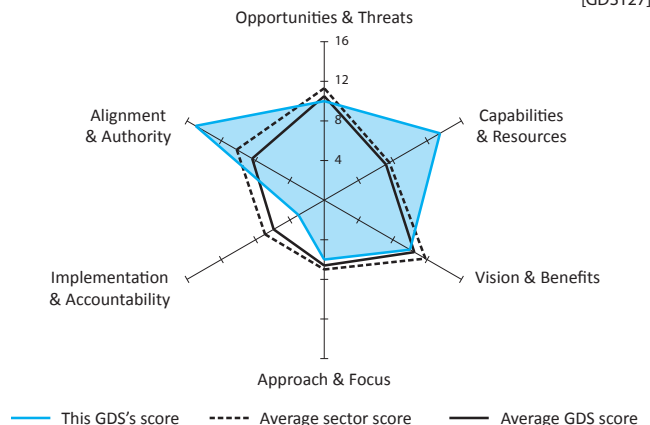 [GDS127]
Opportunities & Threats
16
12
8
4
Alignment
& Authority
Capabilities
& Resources
Implementation
& Accountability
Vision & Benefits
Approach & Focus
This GDS's score
Average sector score
Average GDS score